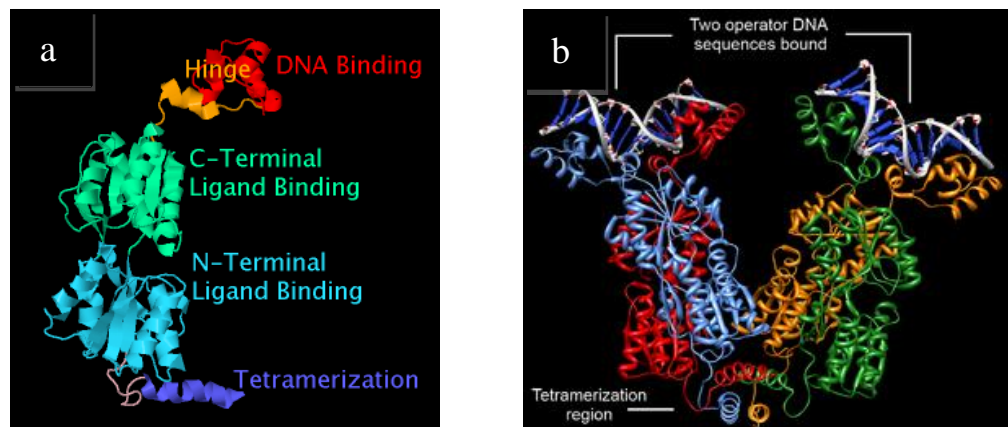 a
Hinge
DNA Binding
C-Terminal
Ligand Binding
N-Terminal
Ligand Binding
Tetramerization
b
Two operator DNA
sequences bound
Tetramerization
region